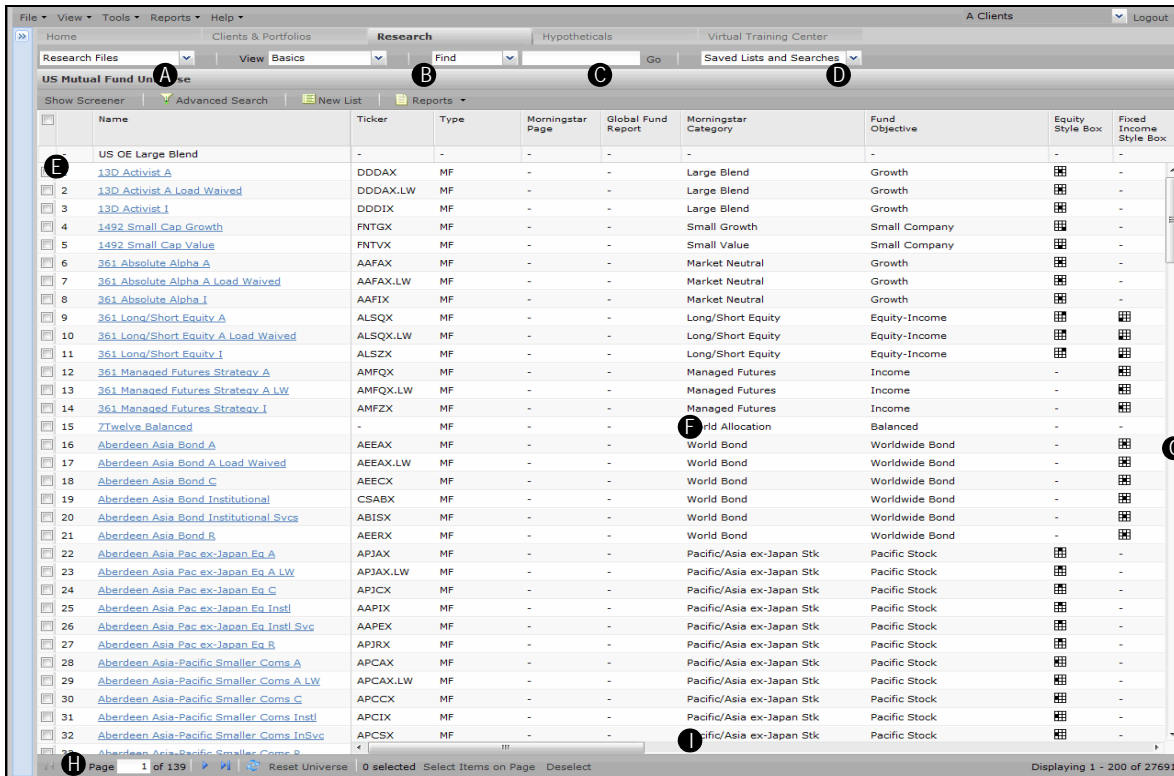 File View Tools Reports Help A Clients Logout
Home Clients & Portfolios Research Hypotheticals Virtual Training Center
Research Files View Basics Find Go Saved Lists and Searches
A B C D
US Mutual Fund
Show Screener Advanced Search New List Reports
Name Ticker Type Morningstar Page Global Fund Report Morningstar Category Fund Objective Equity Style Box Fixed Income Style Box
- US OE Large Blend - - - - - - - -
E 13D Activist A DDDAX MF - - Large Blend Growth -
2 13D Activist A Load Waived DDDAX.LW MF - - Large Blend Growth -
3 13D Activist I DDDIX MF - - Large Blend Growth -
4 1492 Small Cap Growth FNTGX MF - - Small Growth Small Company -
5 1492 Small Cap Value FNTVX MF - - Small Value Small Company -
6 361 Absolute Alpha A AAFAX MF - - Market Neutral Growth -
7 361 Absolute Alpha A Load Waived AAFAX.LW MF - - Market Neutral Growth -
8 361 Absolute Alpha I AAFIX MF - - Market Neutral Growth -
9 361 Long/Short Equity A ALSQX MF - - Long/Short Equity Equity-Income
10 361 Long/Short Equity A Load Waived ALSQX.LW MF - - Long/Short Equity Equity-Income
11 361 Long/Short Equity I ALSZX MF - - Long/Short Equity Equity-Income
12 361 Managed Futures Strategy A AMFQX MF - - Managed Futures Income -
13 361 Managed Futures Strategy A LW AMFQX.LW MF - - Managed Futures Income -
14 361 Managed Futures Strategy I AMFZX MF - - Managed Futures Income -
15 7Twelve Balanced - MF - - F Allocation Balanced - -
16 Aberdeen Asia Bond A AEEAX MF - - World Bond Worldwide Bond -
17 Aberdeen Asia Bond A Load Waived AEEAX.LW MF - - World Bond Worldwide Bond -
18 Aberdeen Asia Bond C AEECX MF - - World Bond Worldwide Bond -
19 Aberdeen Asia Bond Institutional CSABX MF - - World Bond Worldwide Bond -
20 Aberdeen Asia Bond Institutional Svcs ABISX MF - - World Bond Worldwide Bond -
21 Aberdeen Asia Bond R AEERX MF - - World Bond Worldwide Bond -
22 Aberdeen Asia Pac ex-Japan Eq A APJAX MF - - Pacific/Asia ex-Japan Stk Pacific Stock -
23 Aberdeen Asia Pac ex-Japan Eq A LW APJAX.LW MF - - Pacific/Asia ex-Japan Stk Pacific Stock -
24 Aberdeen Asia Pac ex-Japan Eq C APJCX MF - - Pacific/Asia ex-Japan Stk Pacific Stock -
25 Aberdeen Asia Pac ex-Japan Eq Instl AAPIX MF - - Pacific/Asia ex-Japan Stk Pacific Stock -
26 Aberdeen Asia Pac ex-Japan Eq Instl Svc AAPEX MF - - Pacific/Asia ex-Japan Stk Pacific Stock -
27 Aberdeen Asia Pac ex-Japan Eq R APJRX MF - - Pacific/Asia ex-Japan Stk Pacific Stock -
28 Aberdeen Asia-Pacific Smaller Coms A APCAX MF - - Pacific/Asia ex-Japan Stk Pacific Stock -
29 Aberdeen Asia-Pacific Smaller Coms A LW APCAX.LW MF - - Pacific/Asia ex-Japan Stk Pacific Stock -
30 Aberdeen Asia-Pacific Smaller Coms C APCCX MF - - Pacific/Asia ex-Japan Stk Pacific Stock -
31 Aberdeen Asia-Pacific Smaller Coms Instl APCIX MF - - Pacific/Asia ex-Japan Stk Pacific Stock -
32 Aberdeen Asia-Pacific Smaller Coms InSvc APCSX MF - - I ex-Japan Stk Pacific Stock -
H Page 1 of 139 Reset Universe 0 selected Select Items on Page Deselect Displaying 1 - 200 of 27691